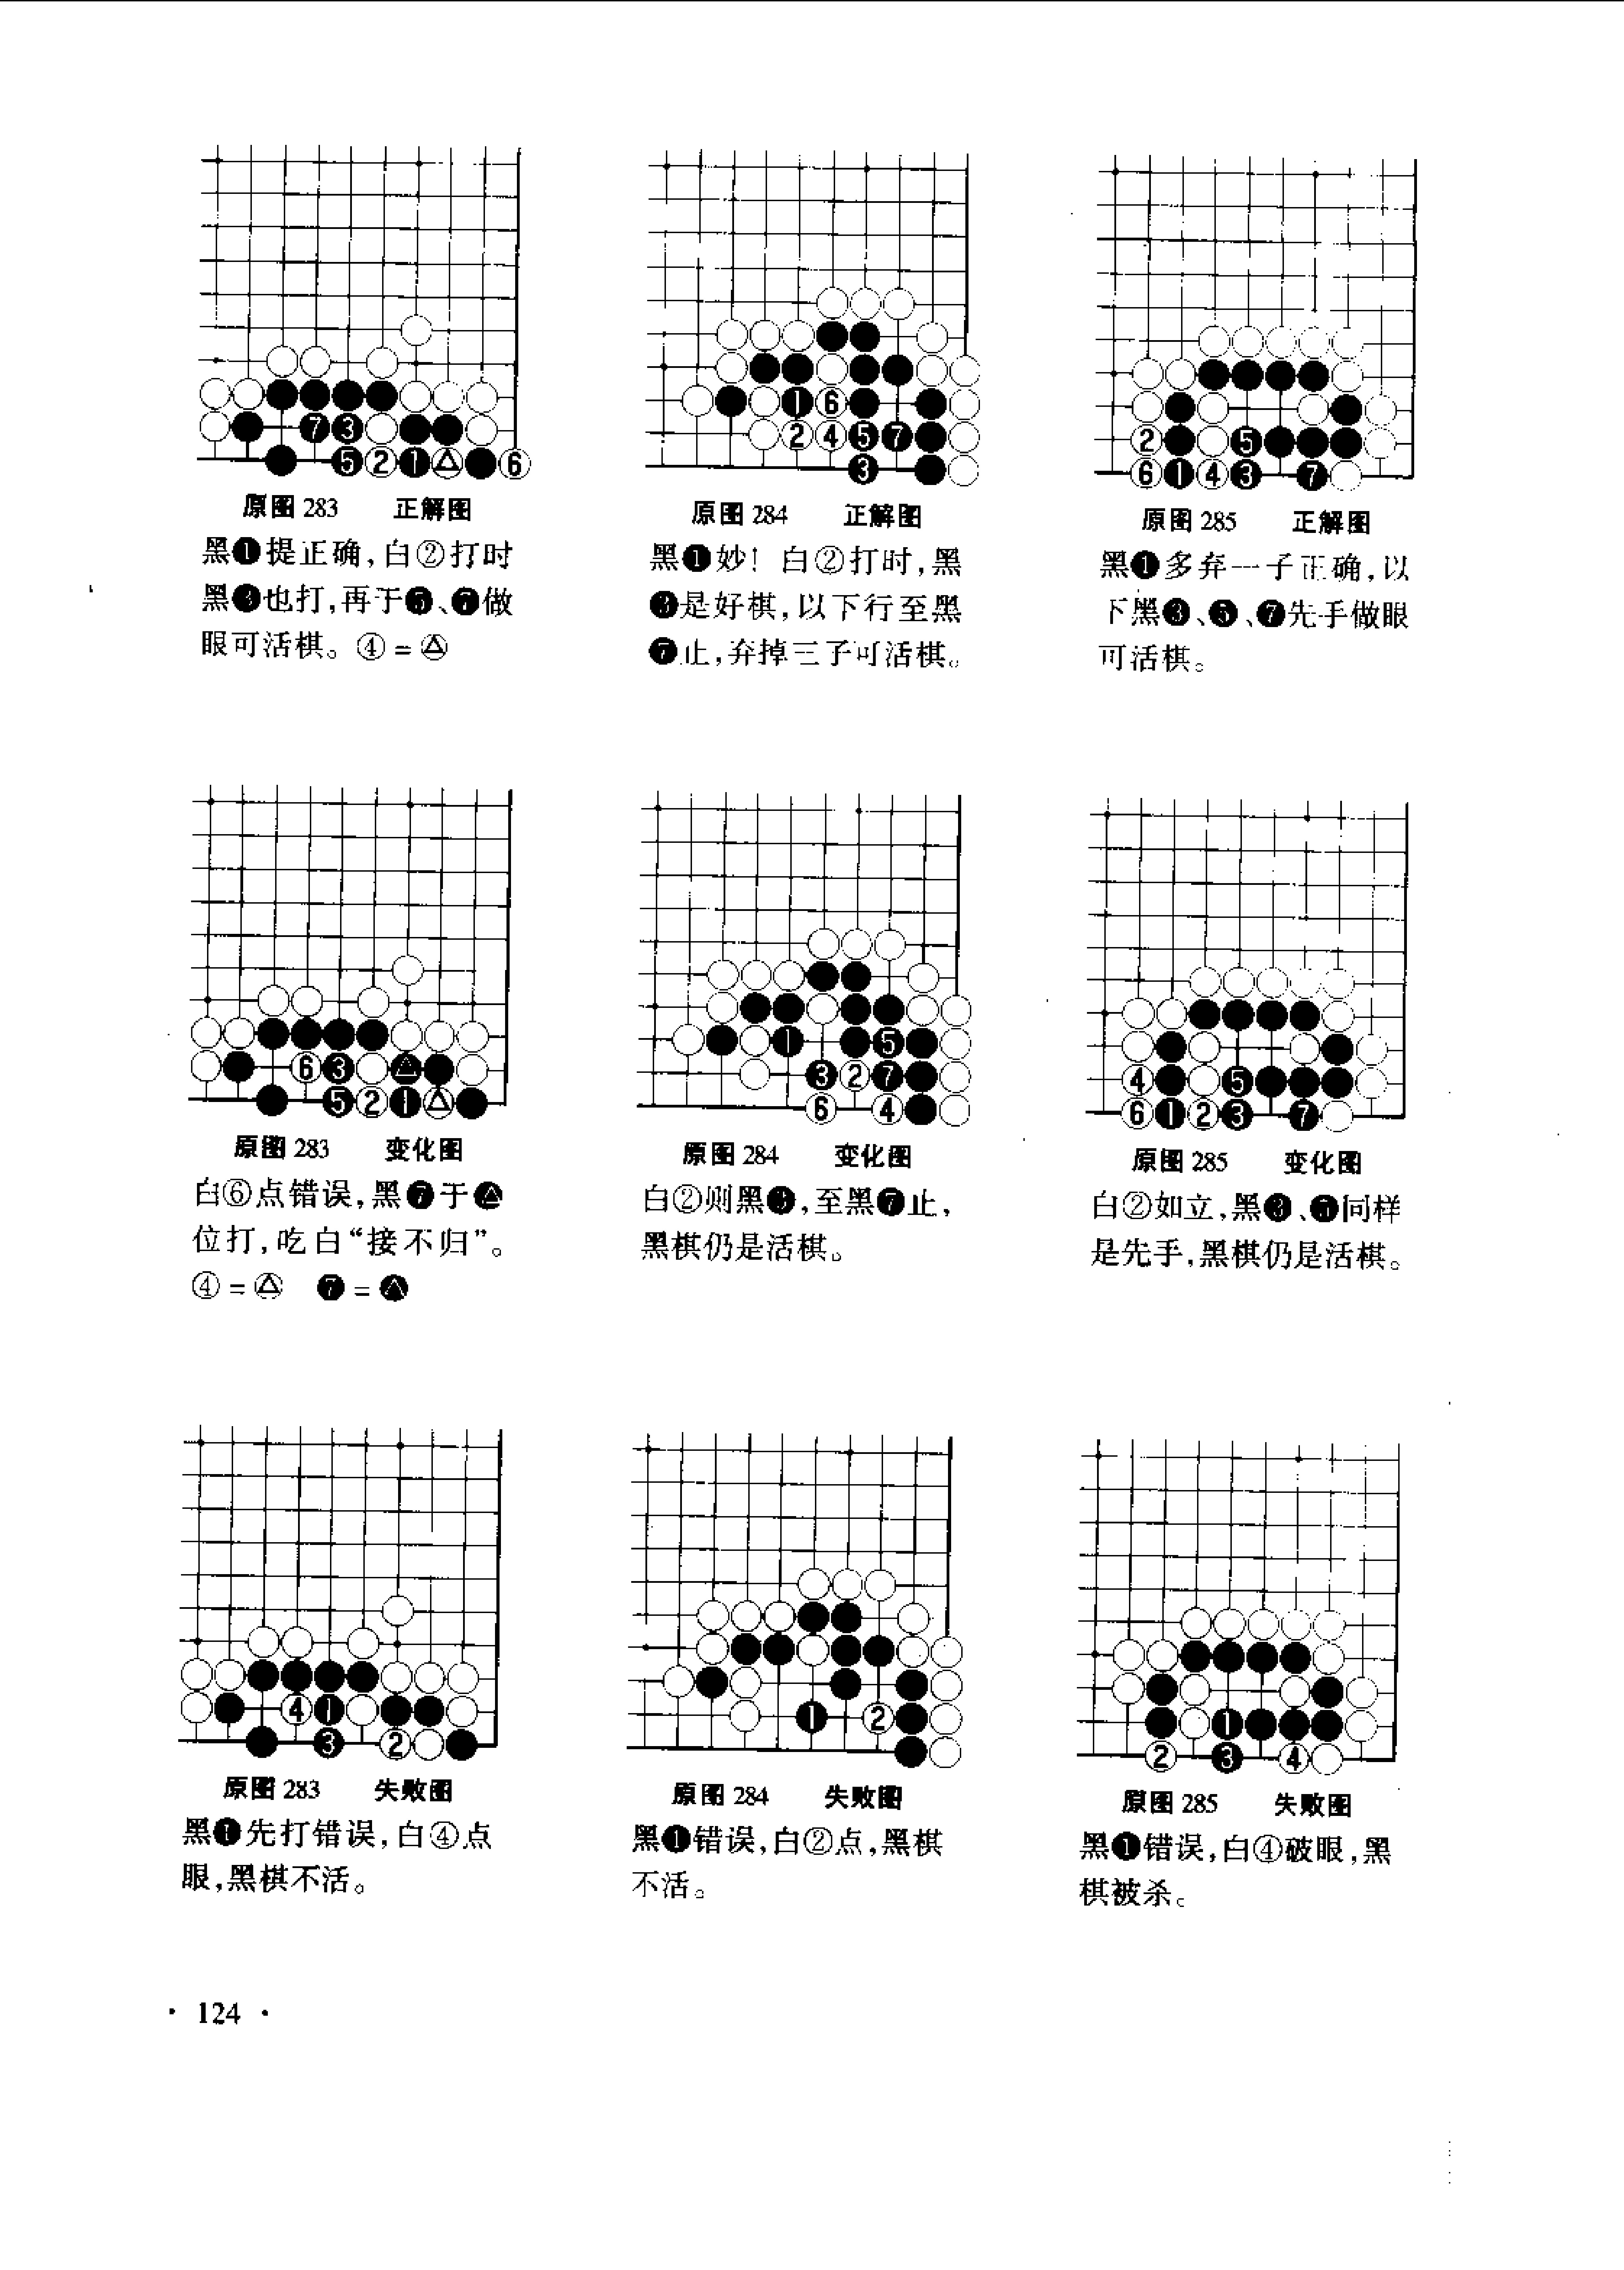 原图 283 正解图
黑❶提正确,白②打时
黑❸也打,再于❺、❼做
眼可活棋。④=△
原图 284 正解图
黑❶妙! 白②打时,黑
❸是好棋,以下行至黑
❼止,弃掉三子可活棋。
原图 285 正解图
黑❶多弃一子正确,以
下黑❸、❺、❼先手做眼
可活棋。
原图 283 变化图
白⑥点错误,黑❼于▲
位打,吃白“接不归”。
④=△ ❼=▲
原图 284 变化图
白②则黑❸,至黑❼止,
黑棋仍是活棋。
原图 285 变化图
白②如立,黑❸、❺同样
是先手,黑棋仍是活棋。
原图 283 失败图
黑❶先打错误,白④点
眼,黑棋不活。
原图 284 失败图
黑❶错误,白②点,黑棋
不活。
原图 285 失败图
黑❶错误,白④破眼,黑
棋被杀。
· 124 ·